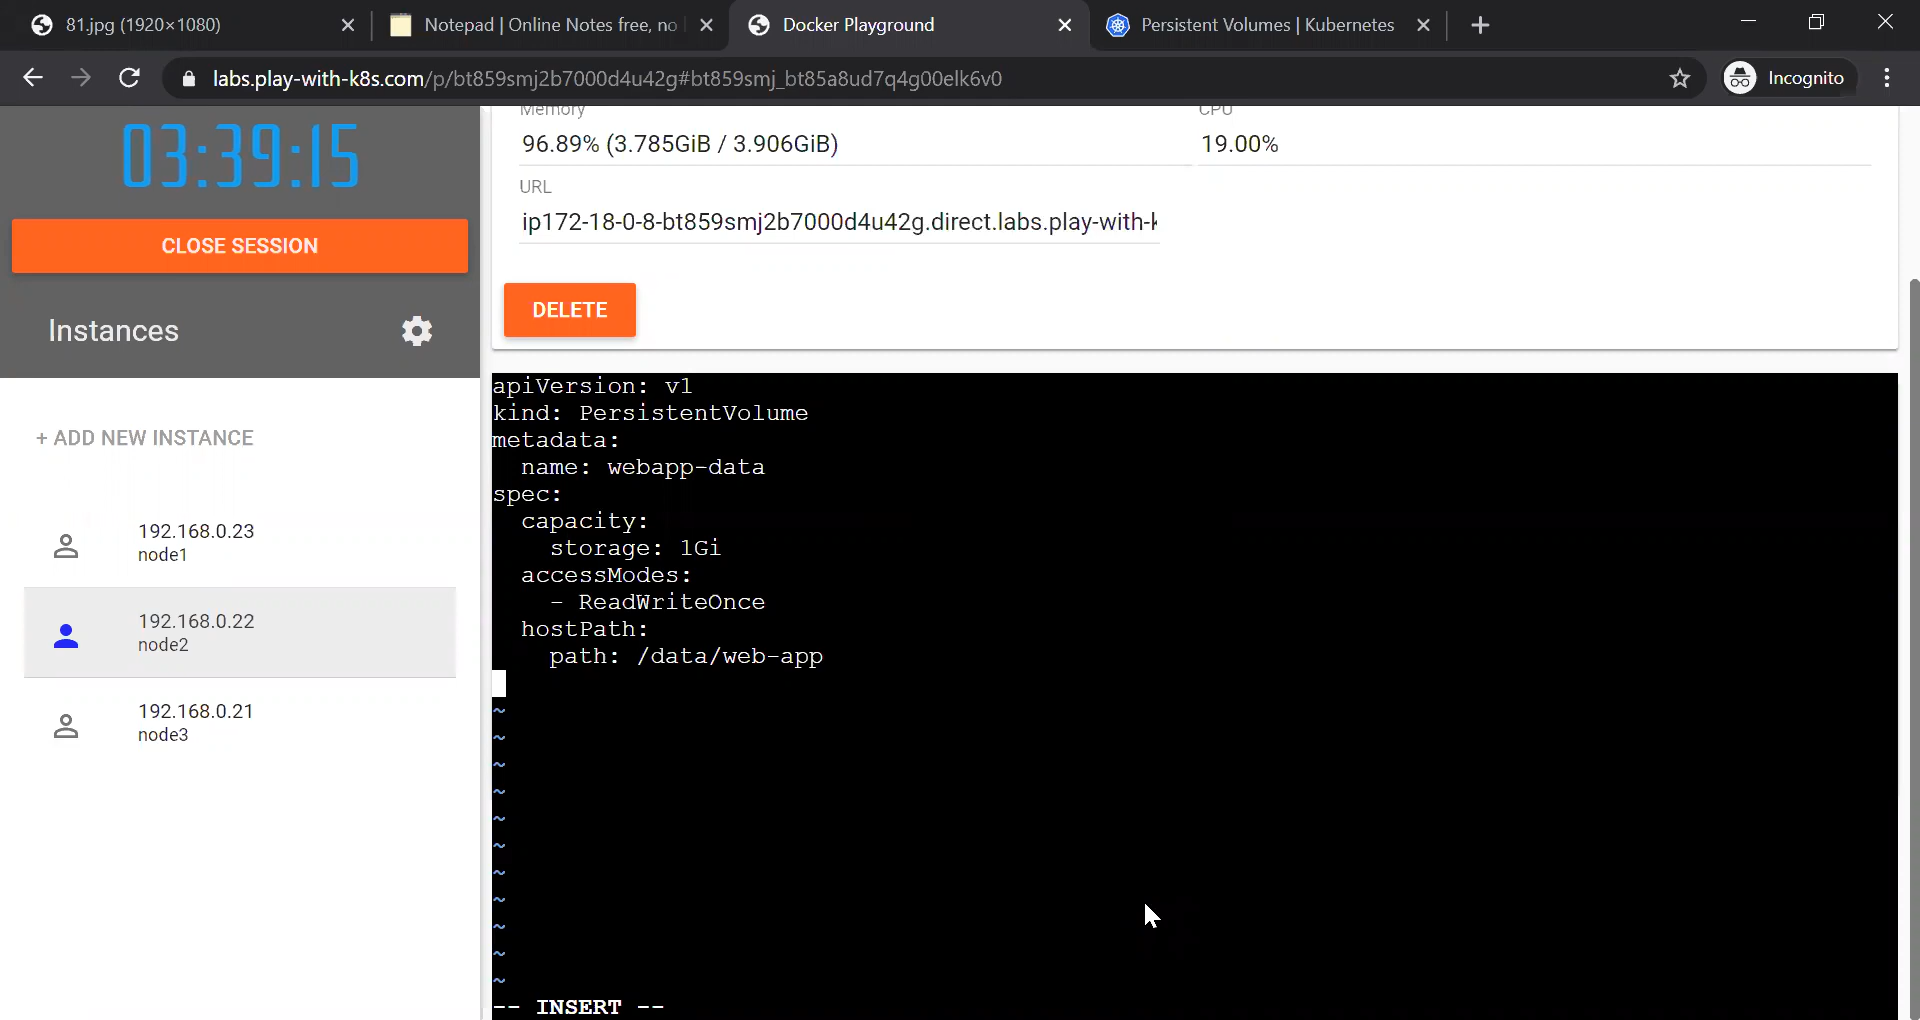 81.jpg (1920×1080)
Notepad | Online Notes free, no
Docker Playground
Persistent Volumes | Kubernetes
labs.play-with-k8s.com/p/bt859smj2b7000d4u42g#bt859smj_bt85a8ud7q4g00elk6v0
Incognito
03:39:15
CLOSE SESSION
Instances
+ ADD NEW INSTANCE
192.168.0.23
node1
192.168.0.22
node2
192.168.0.21
node3
Memory
96.89% (3.785GiB / 3.906GiB)
CPU
19.00%
URL
ip172-18-0-8-bt859smj2b7000d4u42g.direct.labs.play-with-k
DELETE
apiVersion: v1
kind: PersistentVolume
metadata:
  name: webapp-data
spec:
  capacity:
    storage: 1Gi
  accessModes:
    - ReadWriteOnce
  hostPath:
    path: /data/web-app
~
~
~
~
~
~
~
~
~
~
~
-- INSERT --